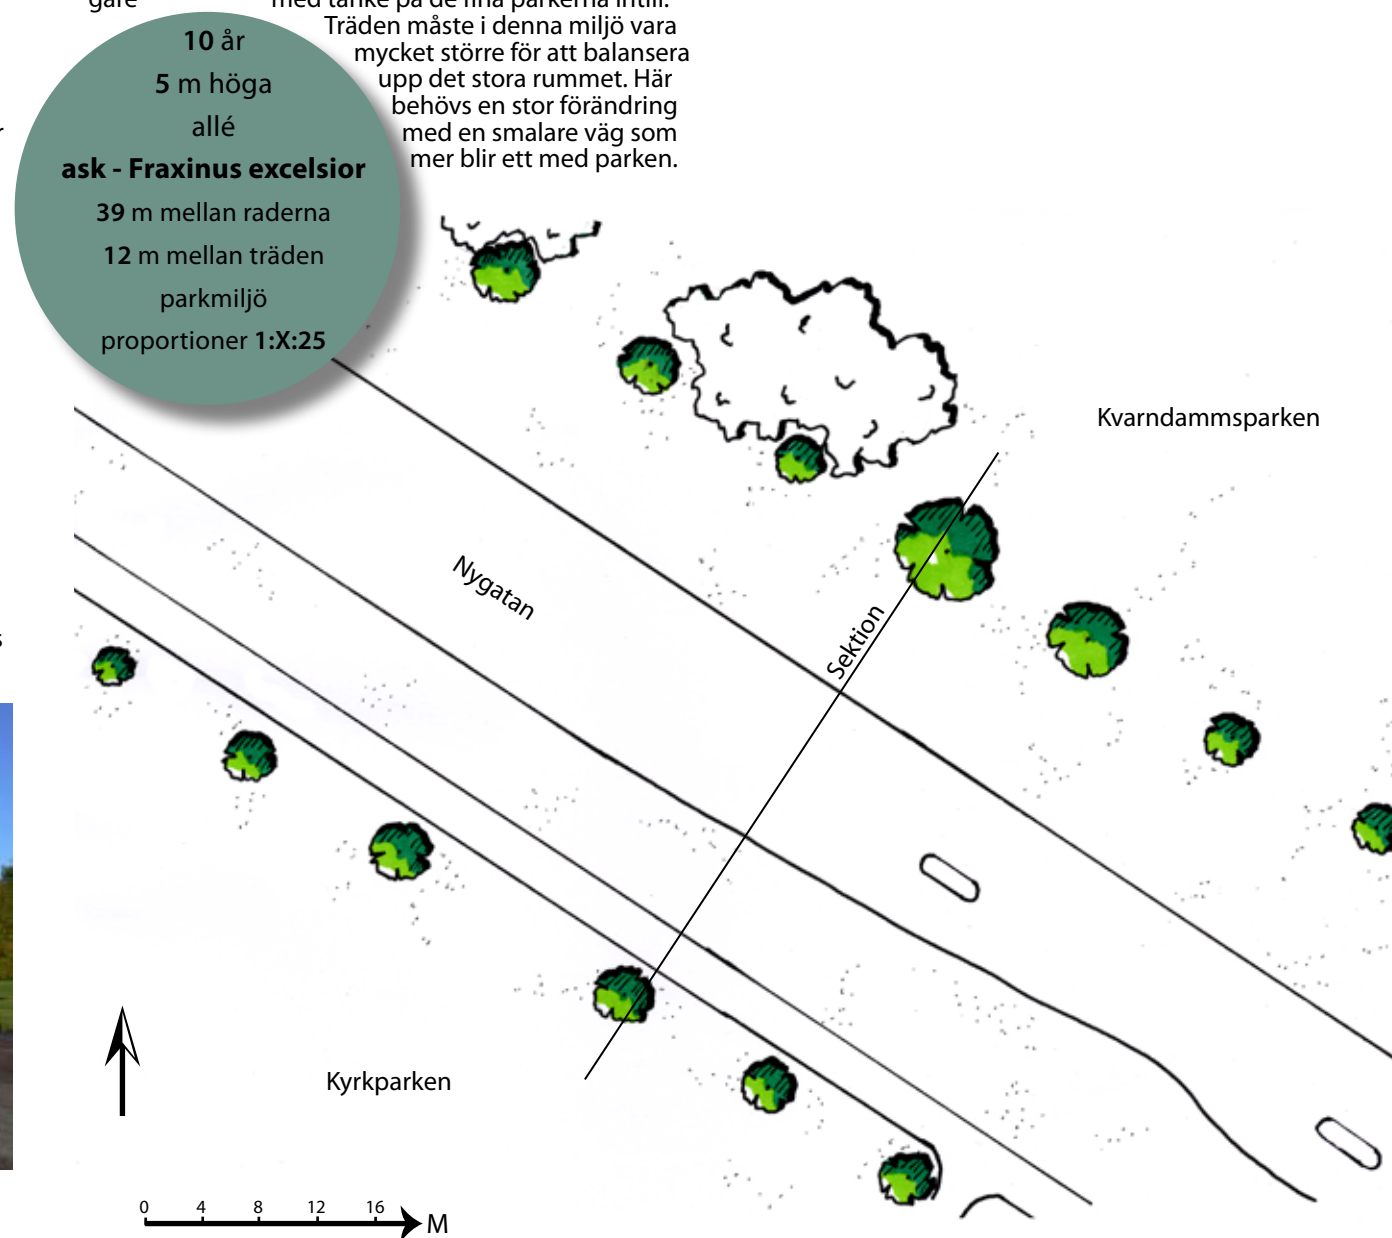 10 år
5 m höga
allé
ask - Fraxinus excelsior
39 m mellan raderna
12 m mellan träden
parkmiljö
proportioner 1:X:25
Träden måste i denna miljö vara
mycket större för att balansera
upp det stora rummet. Här
behövs en stor förändring
med en smalare väg som
mer blir ett med parken.
Kvarndammsparken
Nygatan
Sektion
Kyrkparken
0 4 8 12 16 M